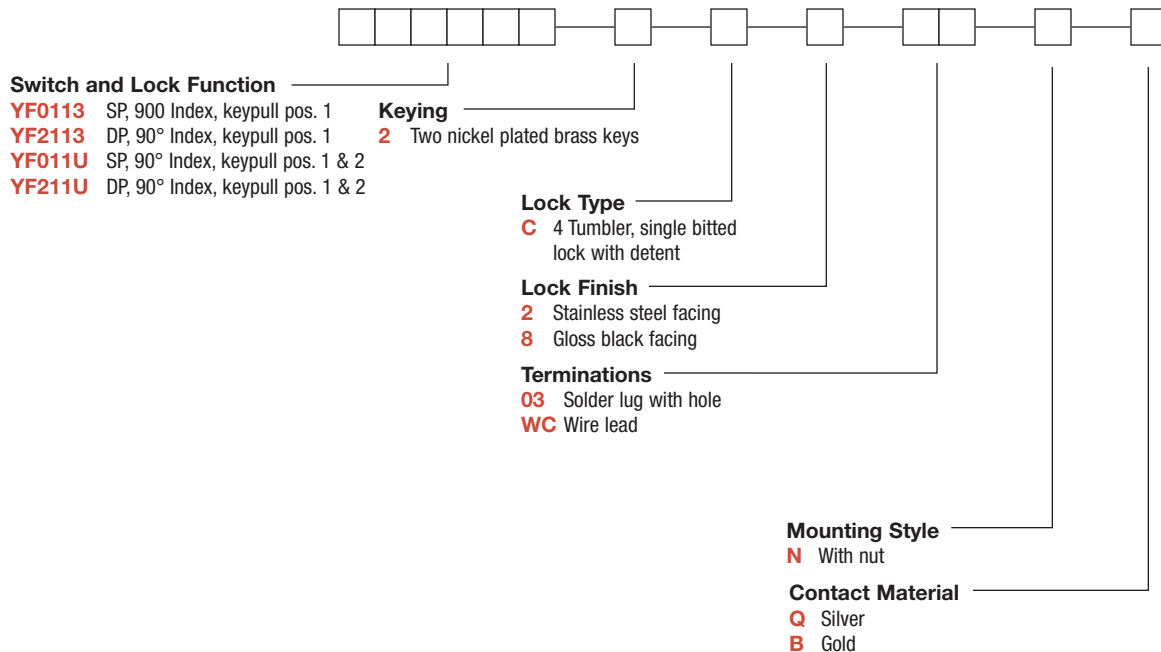 Switch and Lock Function
YF0113 SP, 900 Index, keypull pos. 1
YF2113 DP, 90° Index, keypull pos. 1
YF011U SP, 90° Index, keypull pos. 1 & 2
YF211U DP, 90° Index, keypull pos. 1 & 2
Keying
2 Two nickel plated brass keys
Lock Type
C 4 Tumbler, single bitted
lock with detent
Lock Finish
2 Stainless steel facing
8 Gloss black facing
Terminations
03 Solder lug with hole
WC Wire lead
Mounting Style
N With nut
Contact Material
Q Silver
B Gold